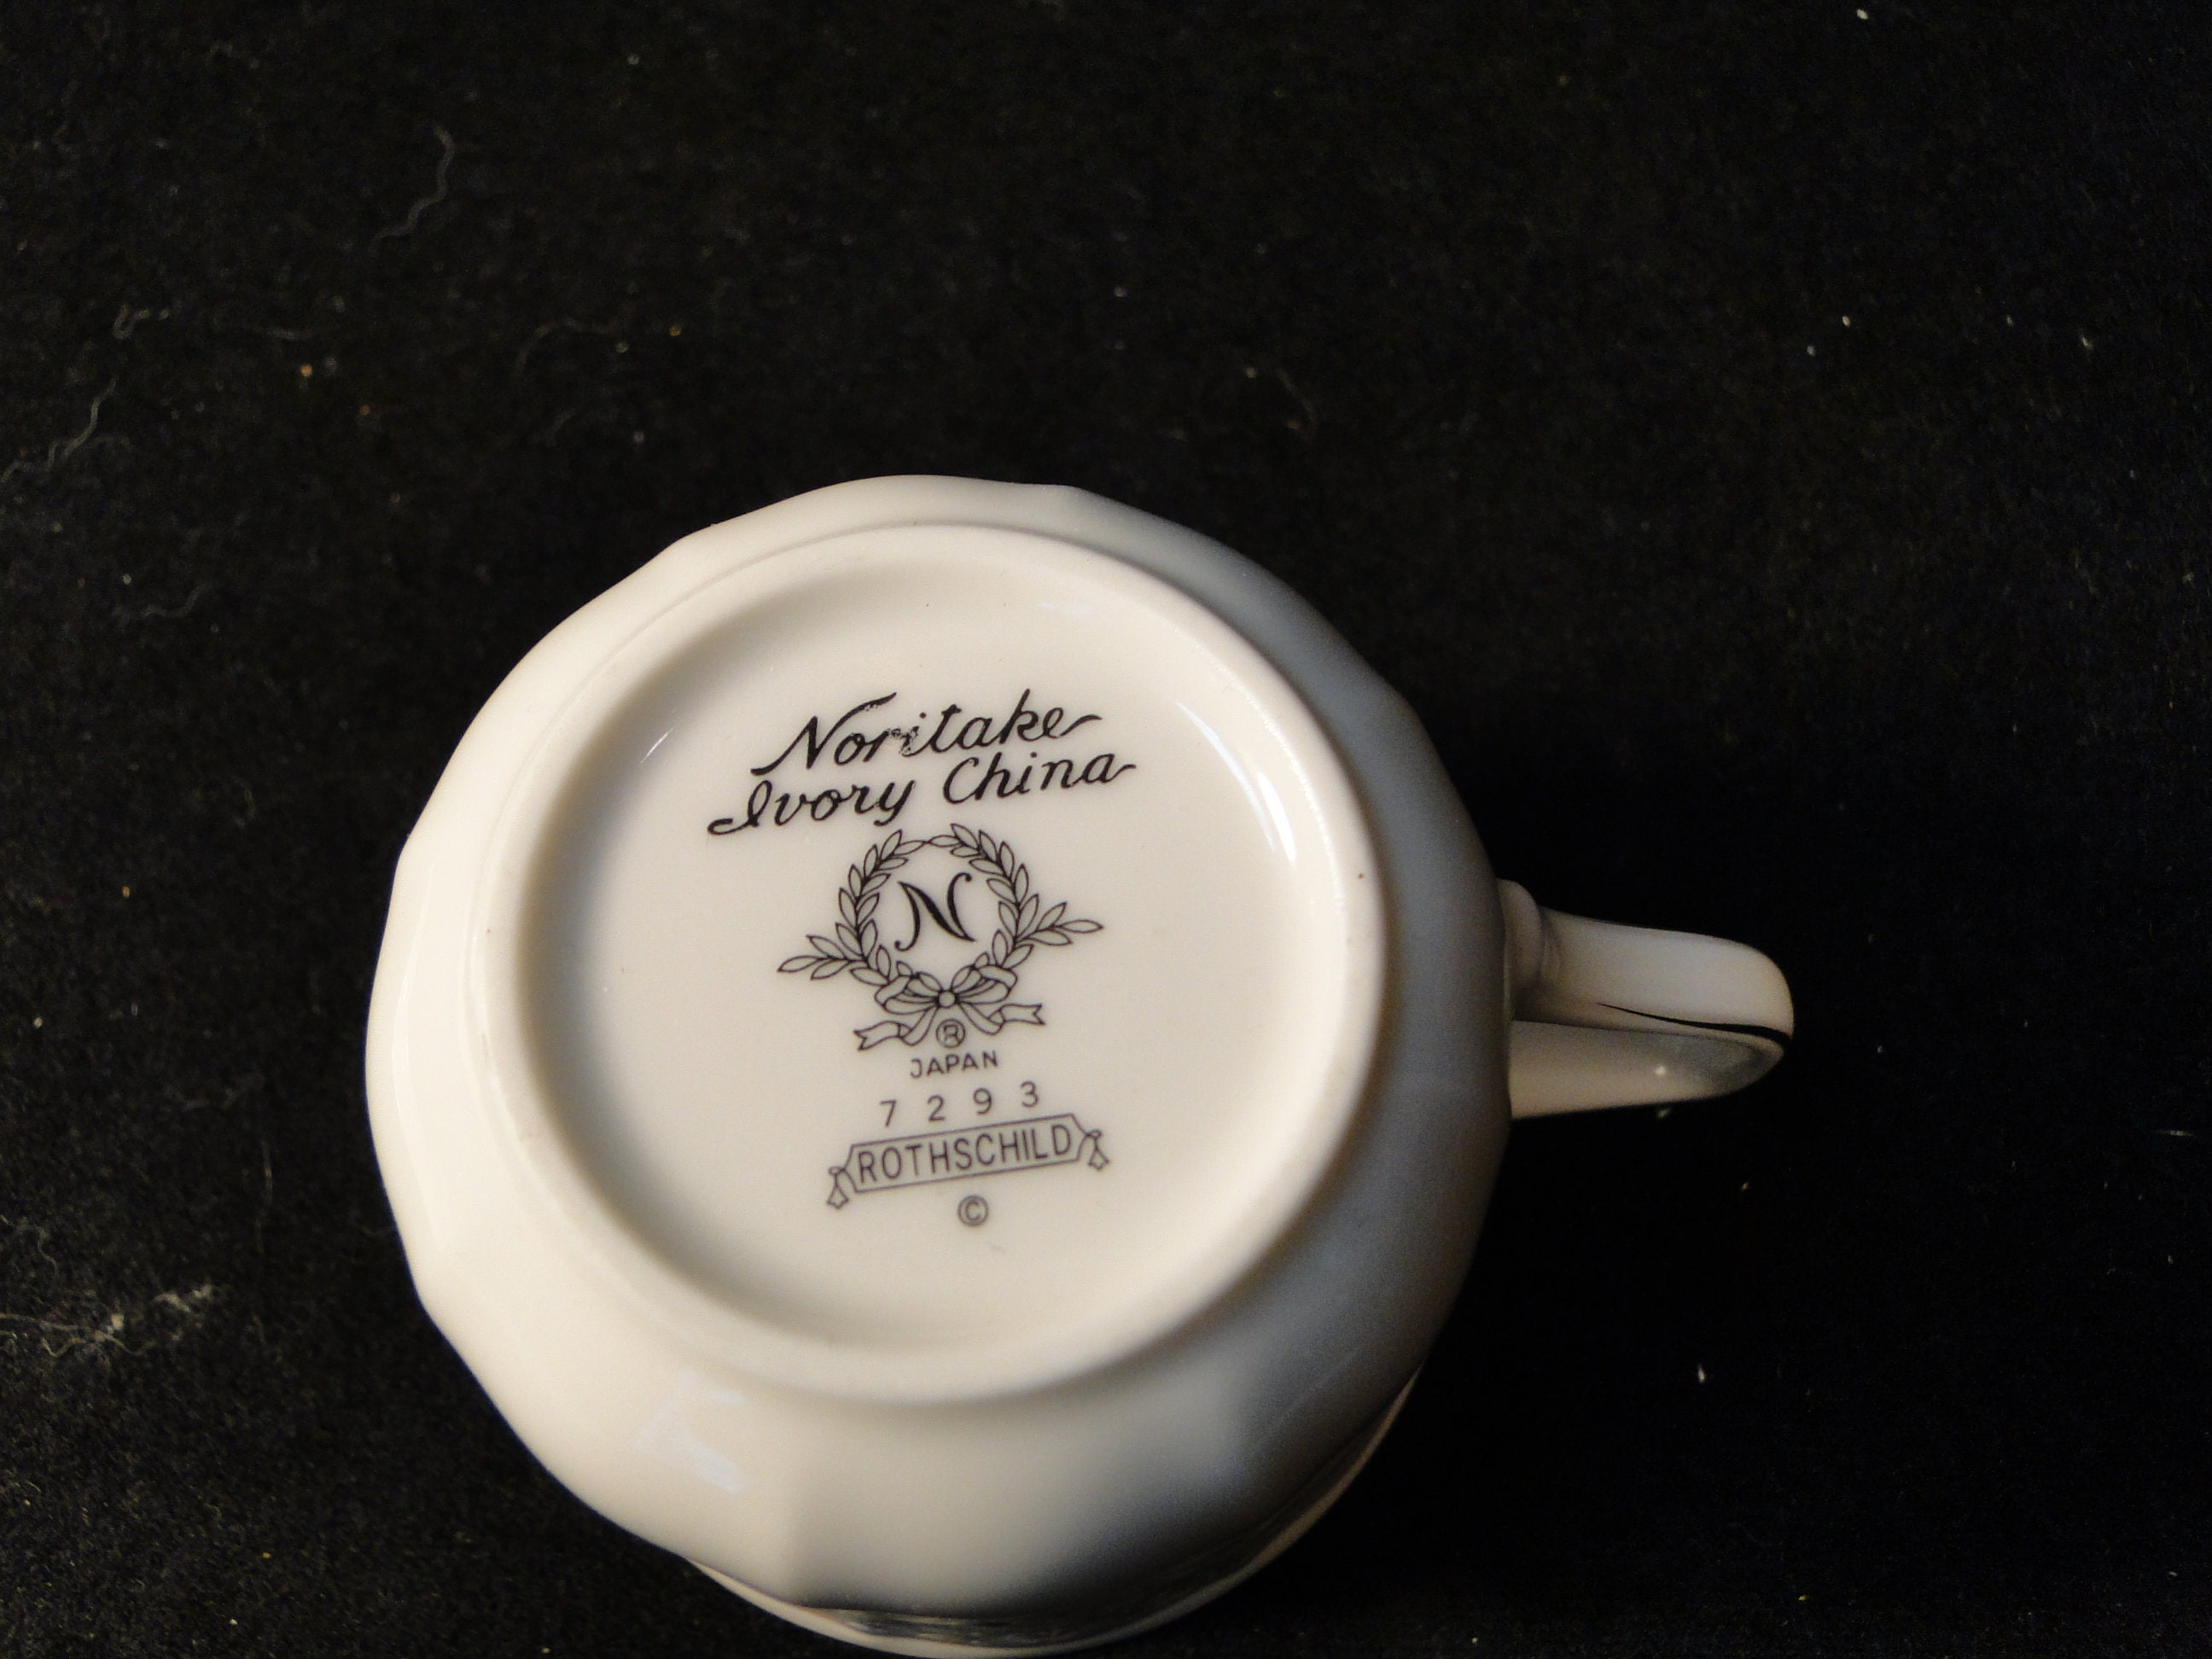 Noritake
Ivory China
N
®
JAPAN
7293
ROTHSCHILD
©